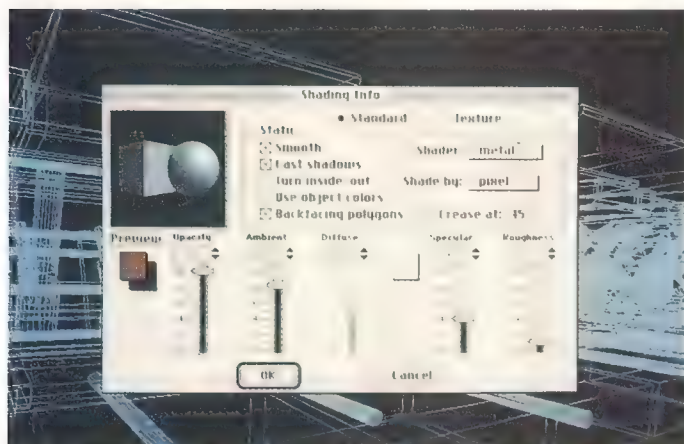 Shading Info
Standard Texture
Static
Smooth Shader metal
Cast shadows
Turn inside-out Shade by: pixel
Use object colors
Backfacing polygons Crease at: 35
Preview Opacity Ambient Diffuse Specular Roughness
OK Cancel